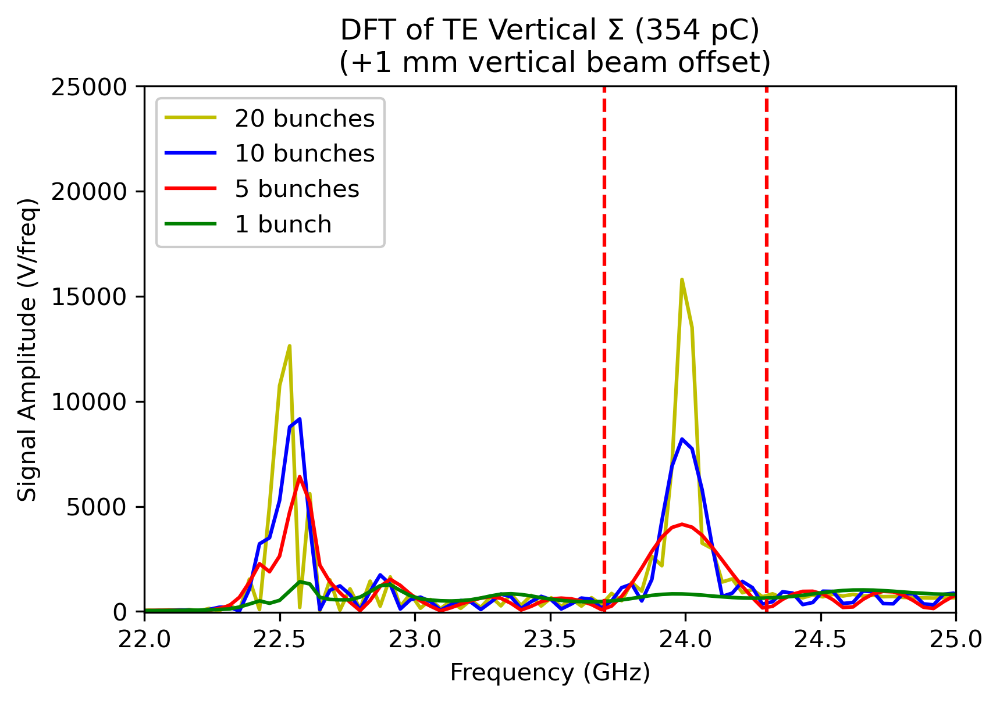 DFT of TE Vertical Σ (354 pC)
(+1 mm vertical beam offset)
25000
20000
15000
10000
5000
0
Signal Amplitude (V/freq)
20 bunches
10 bunches
5 bunches
1 bunch
22.0 22.5 23.0 23.5 24.0 24.5 25.0
Frequency (GHz)